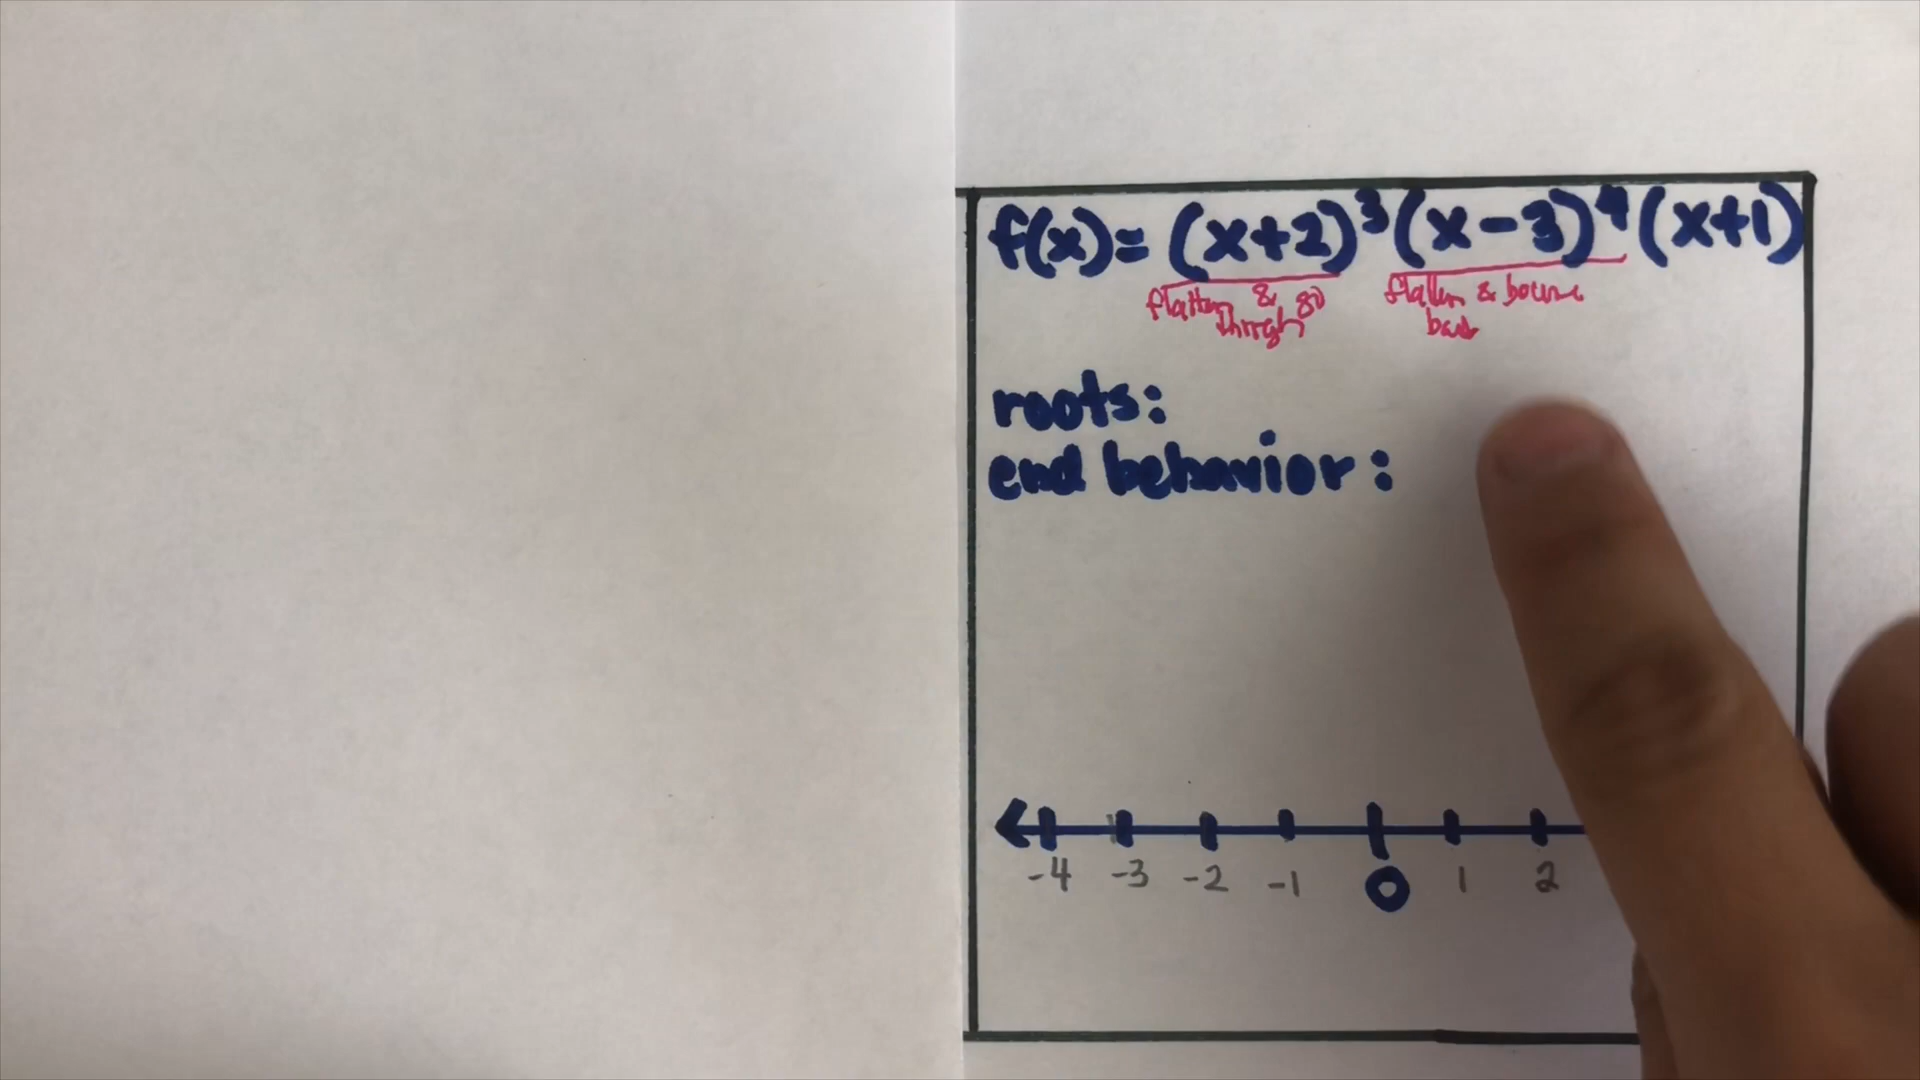 f(x)= (x+2)³(x-3)⁴(x+1)
flatten & go through
flatten & bounce back
roots:
end behavior:
-4 -3 -2 -1 0 1 2